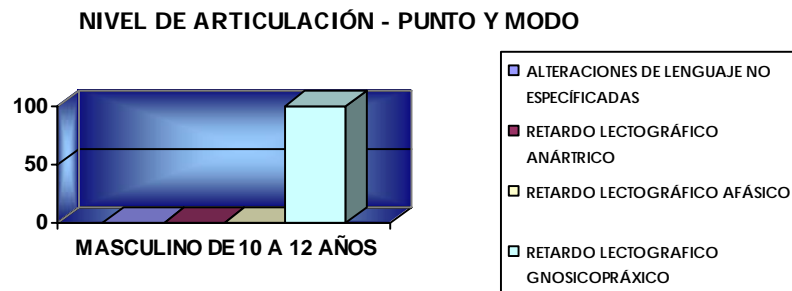 NIVEL DE ARTICULACIÓN - PUNTO Y MODO
100
50
0
MASCULINO DE 10 A 12 AÑOS
ALTERACIONES DE LENGUAJE NO
ESPECÍFICADAS
RETARDO LECTOGRÁFICO
ANÁRTRICO
RETARDO LECTOGRÁFICO AFÁSICO
RETARDO LECTOGRAFICO
GNOSICOPRÁXICO